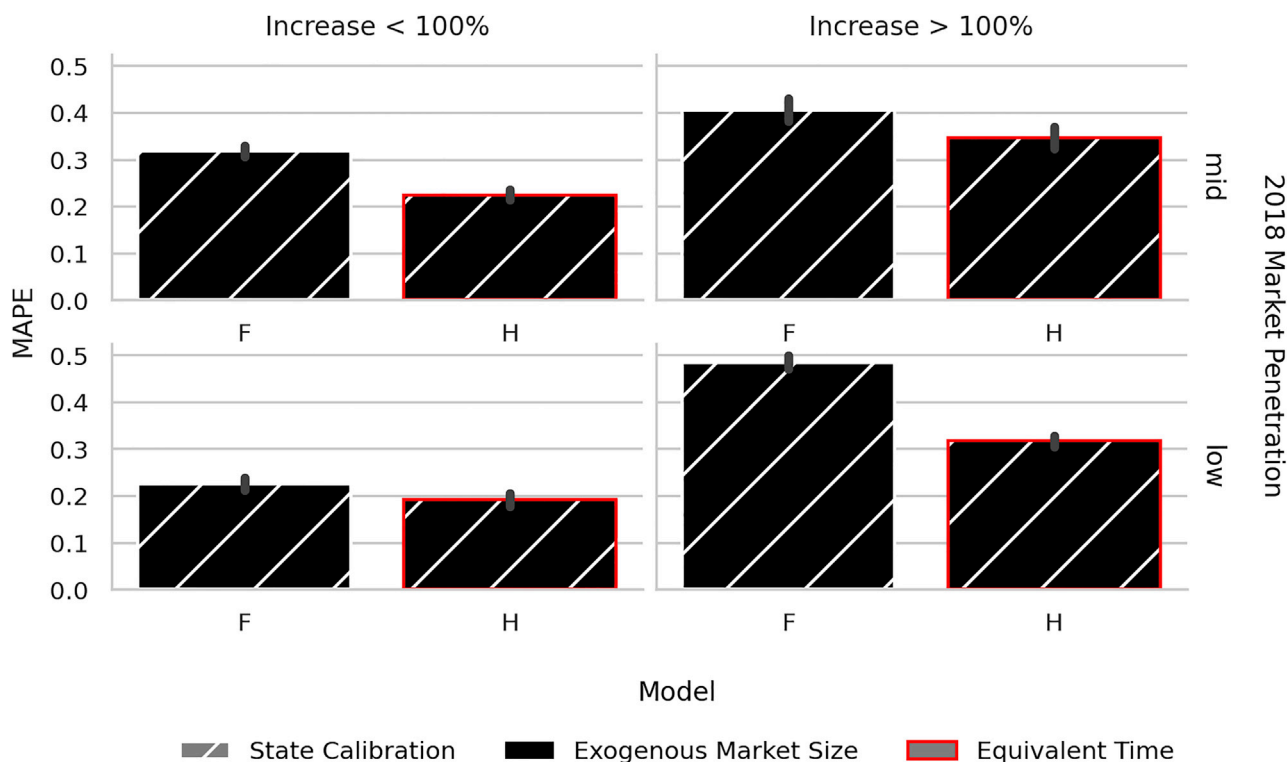 Increase < 100%
Increase > 100%
0.5
0.4
0.3
0.2
0.1
0.0
F
H
F
H
mid
MAPE
0.5
0.4
0.3
0.2
0.1
0.0
F
H
F
H
low
2018 Market Penetration
Model
State Calibration
Exogenous Market Size
Equivalent Time